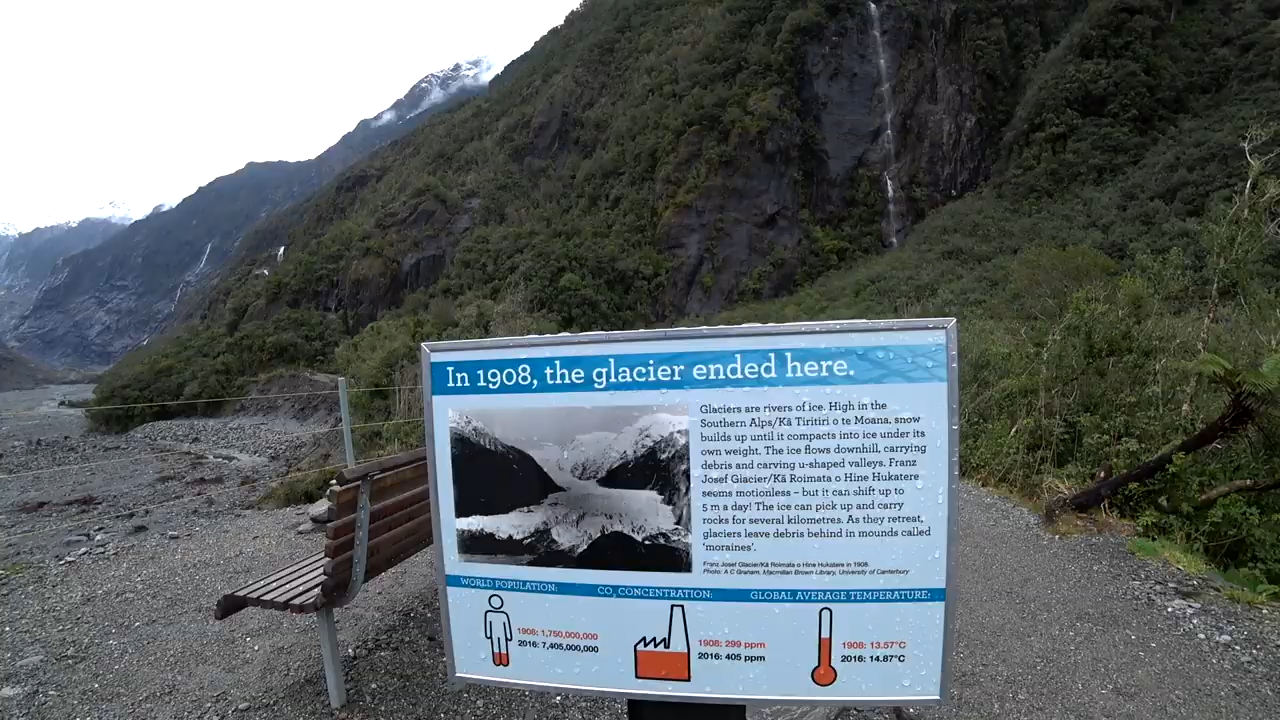 In 1908, the glacier ended here.
Glaciers are rivers of ice. High in the
Southern Alps/Kā Tiritiri o te Moana, snow
builds up until it compacts into ice under its
own weight. The ice flows downhill, carrying
debris and carving u-shaped valleys. Franz
Josef Glacier/Kā Roimata o Hine Hukatere
seems motionless – but it can shift up to
5 m a day! The ice can pick up and carry
rocks for several kilometres. As they retreat,
glaciers leave debris behind in mounds called
'moraines'.
Franz Josef Glacier/Kā Roimata o Hine Hukatere in 1908.
Photo: A C Graham, Macmillan Brown Library, University of Canterbury
WORLD POPULATION:
1908: 1,750,000,000
2016: 7,405,000,000
CO₂ CONCENTRATION:
1908: 299 ppm
2016: 405 ppm
GLOBAL AVERAGE TEMPERATURE:
1908: 13.57°C
2016: 14.87°C